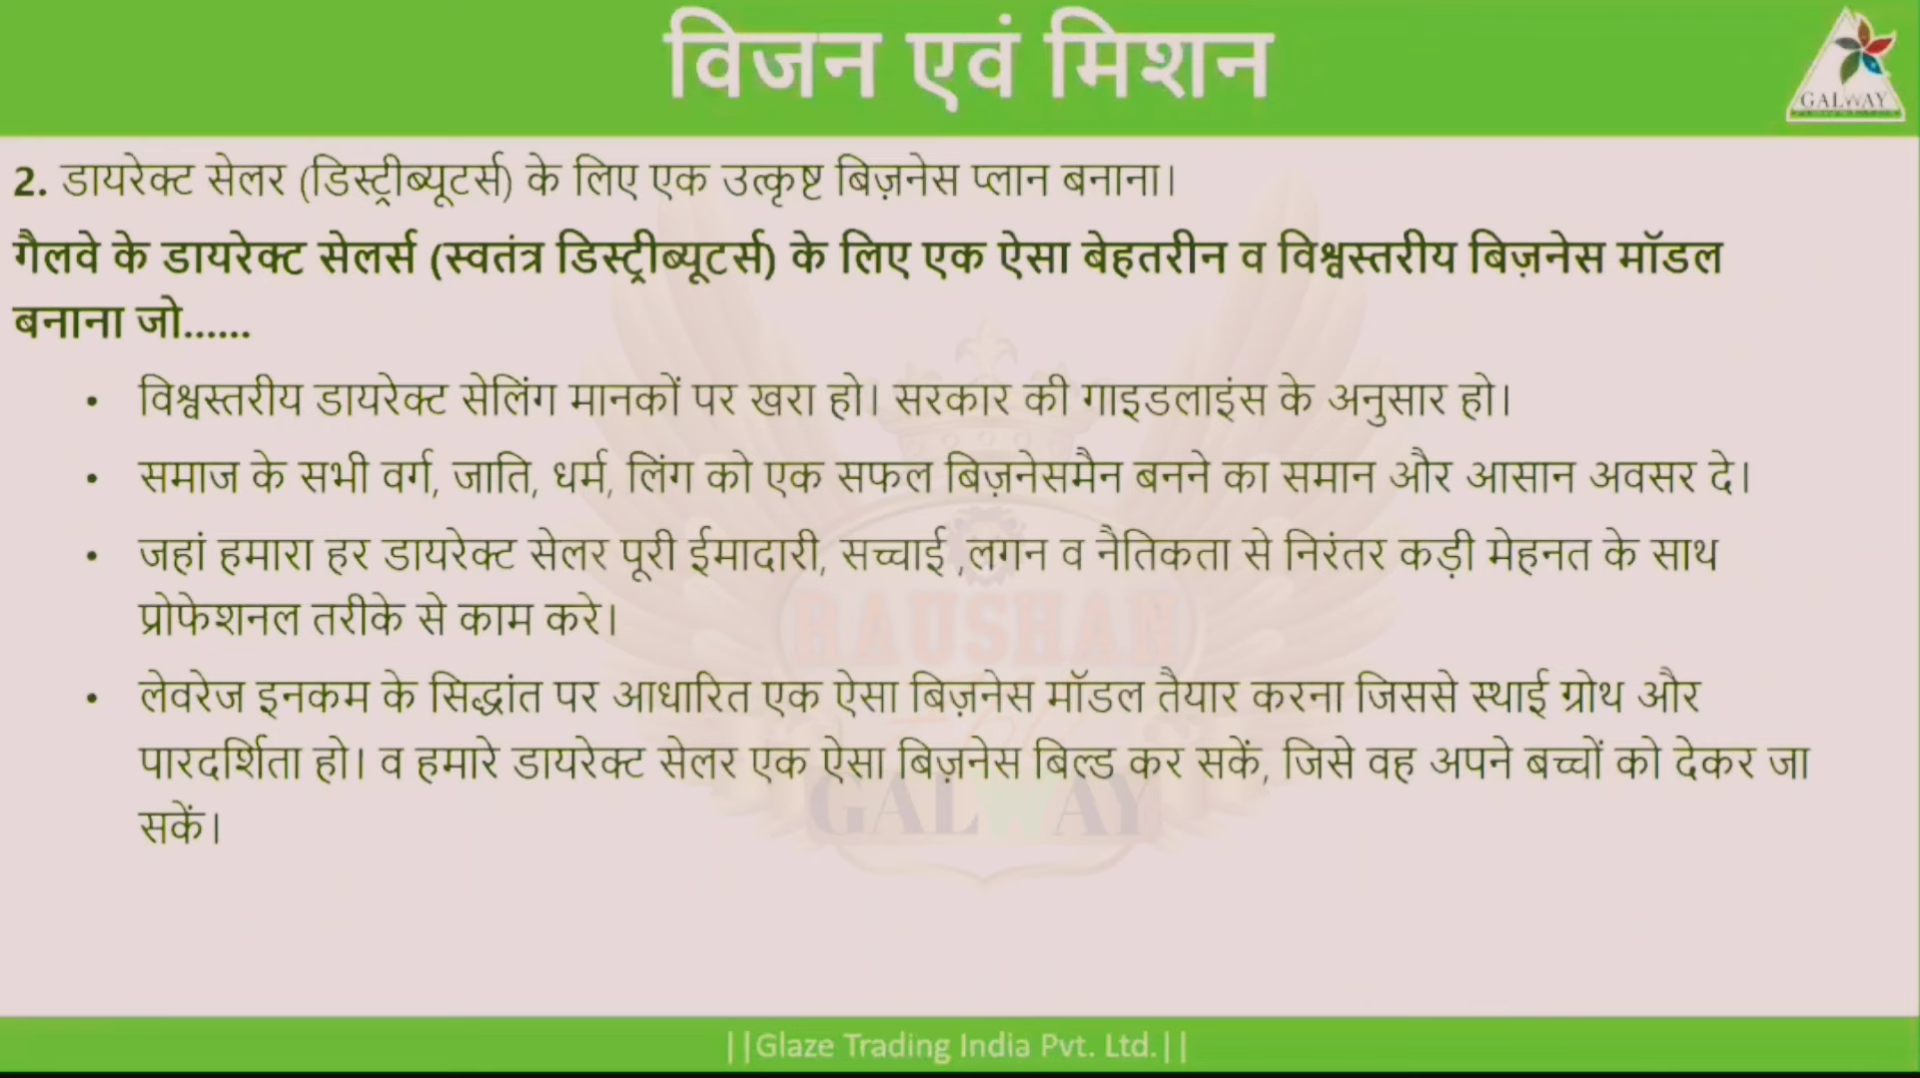 विजन एवं मिशन
GALWAY
2. डायरेक्ट सेलर (डिस्ट्रीब्यूटर्स) के लिए एक उत्कृष्ट बिज़नेस प्लान बनाना।
गैलवे के डायरेक्ट सेलर्स (स्वतंत्र डिस्ट्रीब्यूटर्स) के लिए एक ऐसा बेहतरीन व विश्वस्तरीय बिज़नेस मॉडल
बनाना जो......
• विश्वस्तरीय डायरेक्ट सेलिंग मानकों पर खरा हो। सरकार की गाइडलाइंस के अनुसार हो।
• समाज के सभी वर्ग, जाति, धर्म, लिंग को एक सफल बिज़नेसमैन बनने का समान और आसान अवसर दे।
• जहां हमारा हर डायरेक्ट सेलर पूरी ईमादारी, सच्चाई ,लगन व नैतिकता से निरंतर कड़ी मेहनत के साथ
प्रोफेशनल तरीके से काम करे।
• लेवरेज इनकम के सिद्धांत पर आधारित एक ऐसा बिज़नेस मॉडल तैयार करना जिससे स्थाई ग्रोथ और
पारदर्शिता हो। व हमारे डायरेक्ट सेलर एक ऐसा बिज़नेस बिल्ड कर सकें, जिसे वह अपने बच्चों को देकर जा
सकें।
RAUSHAN
GALWAY
||Glaze Trading India Pvt. Ltd.||